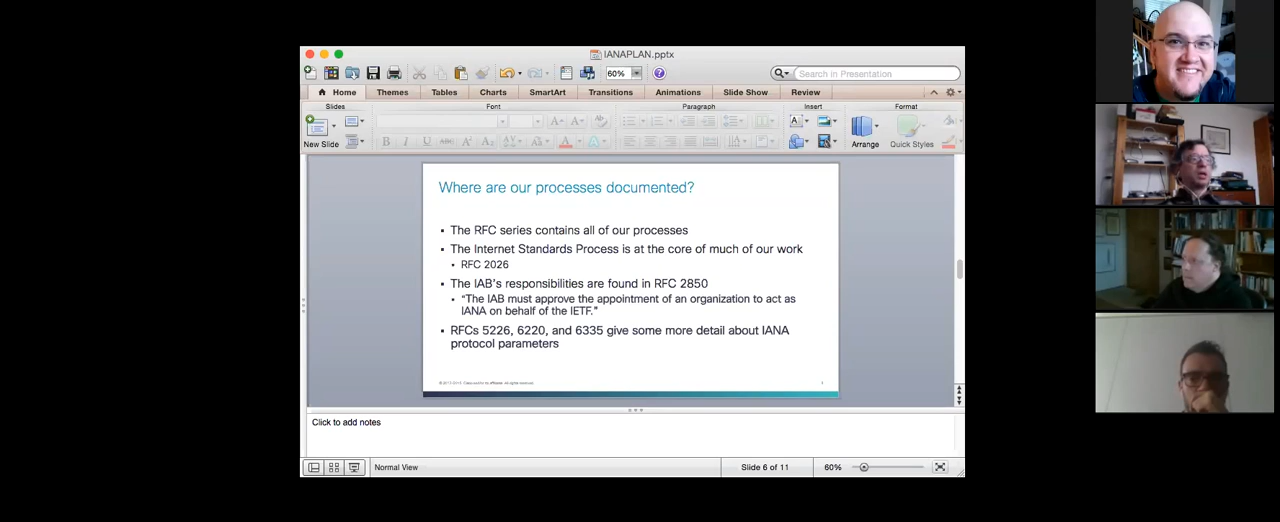 IANAPLAN.pptx
60%
Search in Presentation
Home Themes Tables Charts SmartArt Transitions Animations Slide Show Review
Slides Font Paragraph Insert Format
New Slide Arrange Quick Styles
Where are our processes documented?
The RFC series contains all of our processes
The Internet Standards Process is at the core of much of our work
RFC 2026
The IAB's responsibilities are found in RFC 2850
"The IAB must approve the appointment of an organization to act as
IANA on behalf of the IETF."
RFCs 5226, 6220, and 6335 give some more detail about IANA
protocol parameters
Click to add notes
Normal View Slide 6 of 11 60%